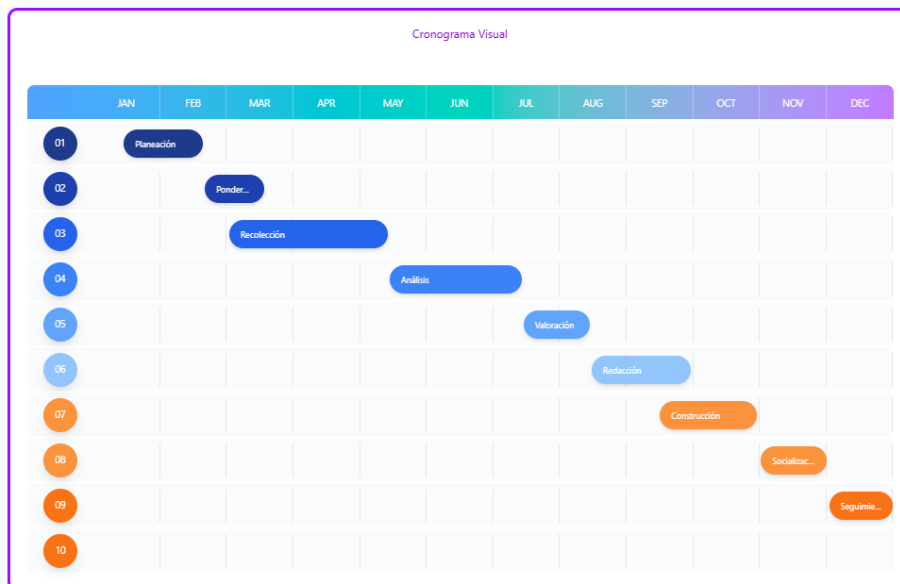 Cronograma Visual
JAN FEB MAR APR MAY JUN JUL AUG SEP OCT NOV DEC
01 Planeación
02 Ponder...
03 Recolección
04 Análisis
05 Valoración
06 Redacción
07 Construcción
08 Socializac...
09 Seguimie...
10